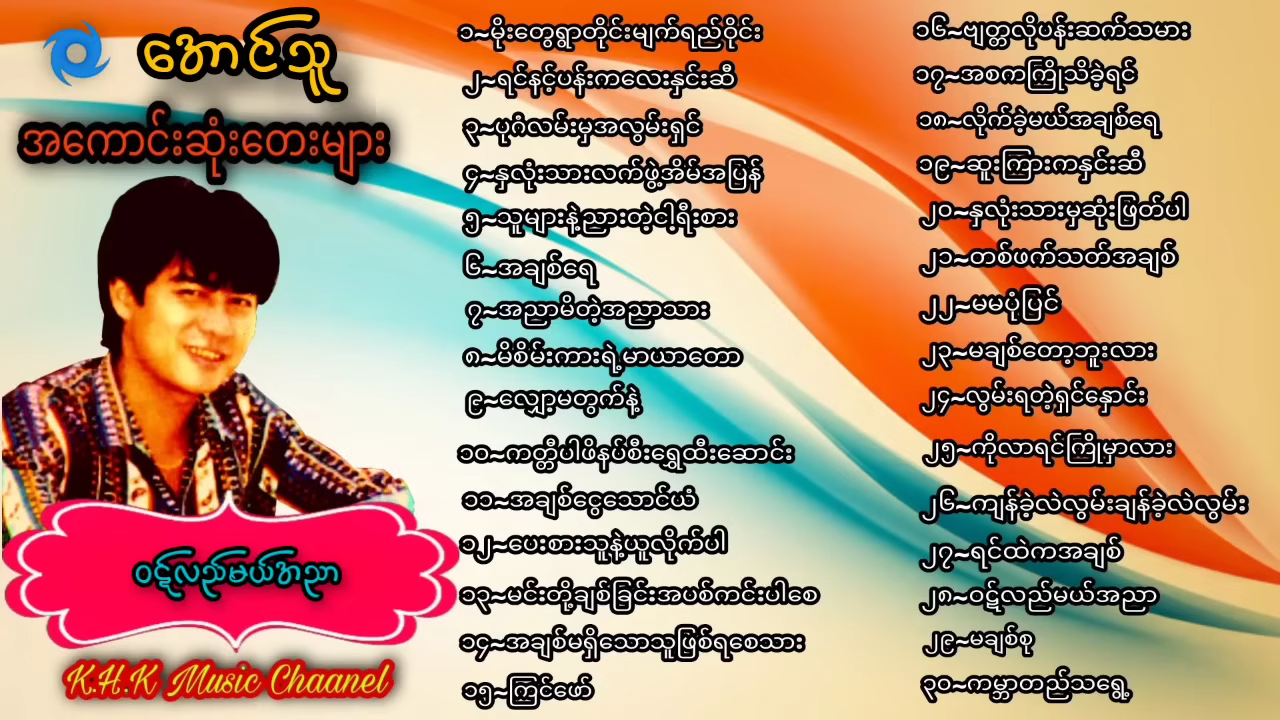 အောင်သူ
အကောင်းဆုံးတေးများ
ဝဋ်လည်မယ်အညာ
K.H.K Music Chaanel
၁~မိုးတွေရွာတိုင်းမျက်ရည်ဝိုင်း
၂~ရင်နင့်ပန်းကလေးနှင်းဆီ
၃~ပုဂံလမ်းမှအလွမ်းရှင်
၄~နှလုံးသားလက်ဖွဲ့အိမ်အပြန်
၅~သူများနဲ့ညားတဲ့ငါ့ရီးစား
၆~အချစ်ရေ
၇~အညာမိတဲ့အညာသား
၈~မိစိမ်းကားရဲ့မာယာတော
၉~လျှော့မတွက်နဲ့
၁၀~ကတ္တီပါဖိနပ်စီးရွှေထီးဆောင်း
၁၁~အချစ်ငွေသောင်ယံ
၁၂~ပေးစားသူနဲ့ယူလိုက်ပါ
၁၃~မင်းတို့ချစ်ခြင်းအပစ်ကင်းပါစေ
၁၄~အချစ်မရှိသောသူဖြစ်ရစေသား
၁၅~ကြင်ဖော်
၁၆~ဗျတ္တလိုပန်းဆက်သမား
၁၇~အစကကြိုသိခဲ့ရင်
၁၈~လိုက်ခဲ့မယ်အချစ်ရေ
၁၉~ဆူးကြားကနှင်းဆီ
၂၀~နှလုံးသားမှဆုံးဖြတ်ပါ
၂၁~တစ်ဖက်သတ်အချစ်
၂၂~မမပုံပြင်
၂၃~မချစ်တော့ဘူးလား
၂၄~လွမ်းရတဲ့ရှင်နှောင်း
၂၅~ကိုလာရင်ကြိုမှာလား
၂၆~ကျန်ခဲ့လဲလွမ်းချန်ခဲ့လဲလွမ်း
၂၇~ရင်ထဲကအချစ်
၂၈~ဝဋ်လည်မယ်အညာ
၂၉~မချစ်စု
၃၀~ကမ္ဘာတည်သရွေ့